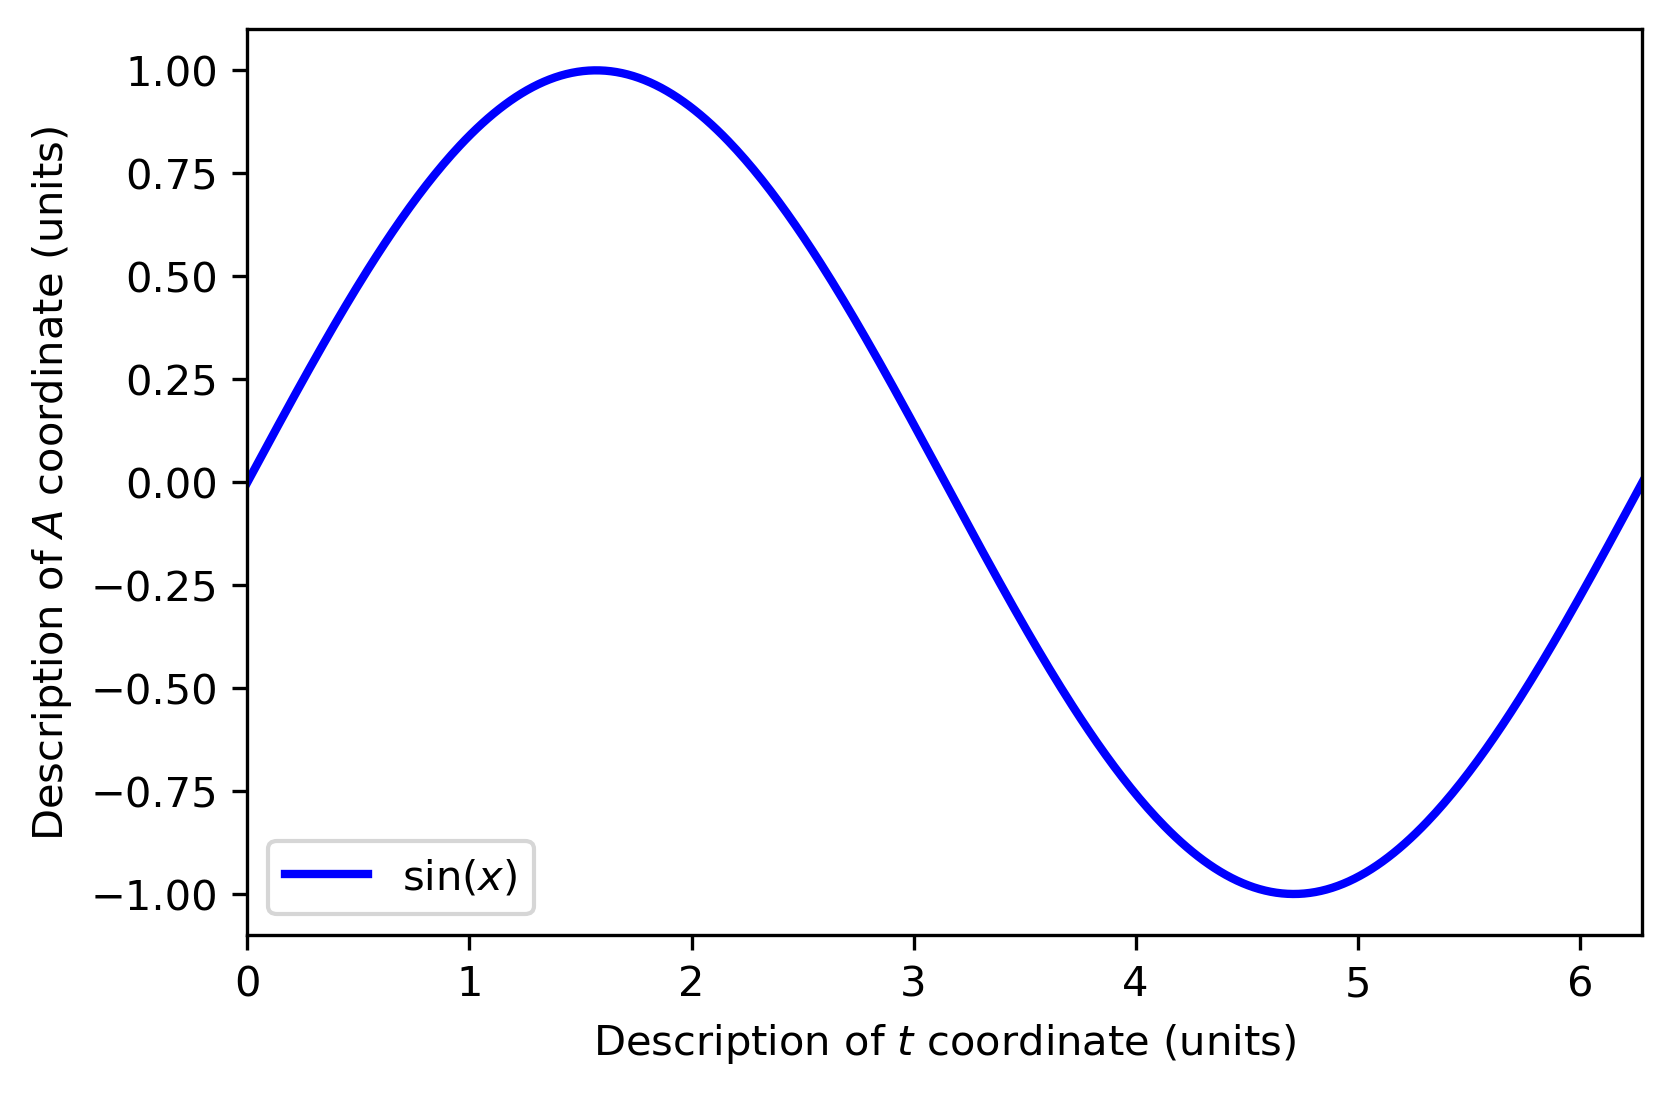 Description of A coordinate (units)
1.00
0.75
0.50
0.25
0.00
−0.25
−0.50
−0.75
−1.00
sin(x)
0 1 2 3 4 5 6
Description of t coordinate (units)